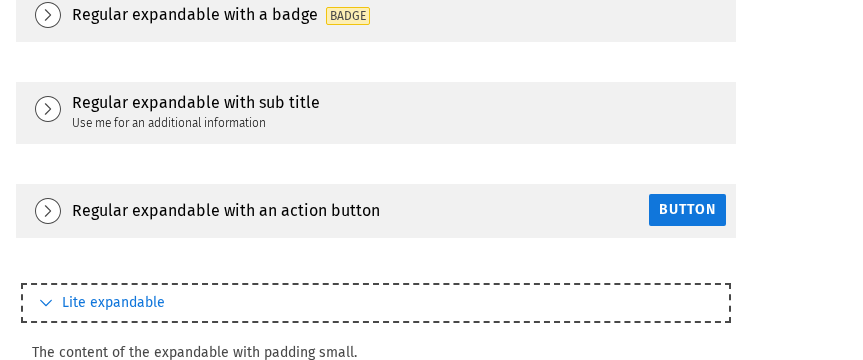 Regular expandable with a badge BADGE
Regular expandable with sub title
Use me for an additional information
Regular expandable with an action button BUTTON
Lite expandable
The content of the expandable with padding small.